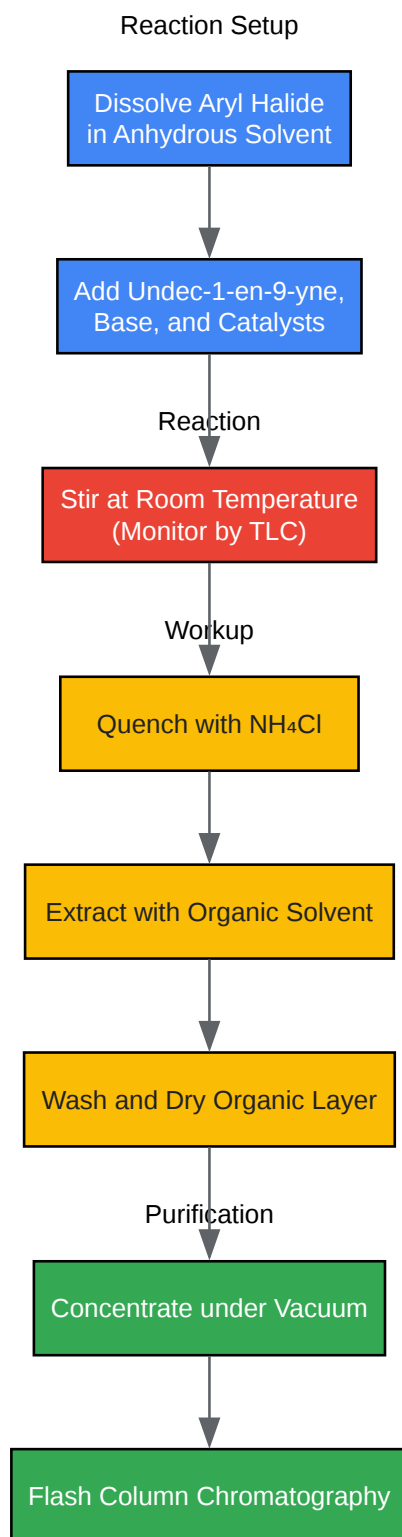 Reaction Setup
Dissolve Aryl Halide
in Anhydrous Solvent
Add Undec-1-en-9-yne,
Base, and Catalysts
Reaction
Stir at Room Temperature
(Monitor by TLC)
Workup
Quench with NH₄Cl
Extract with Organic Solvent
Wash and Dry Organic Layer
Purification
Concentrate under Vacuum
Flash Column Chromatography